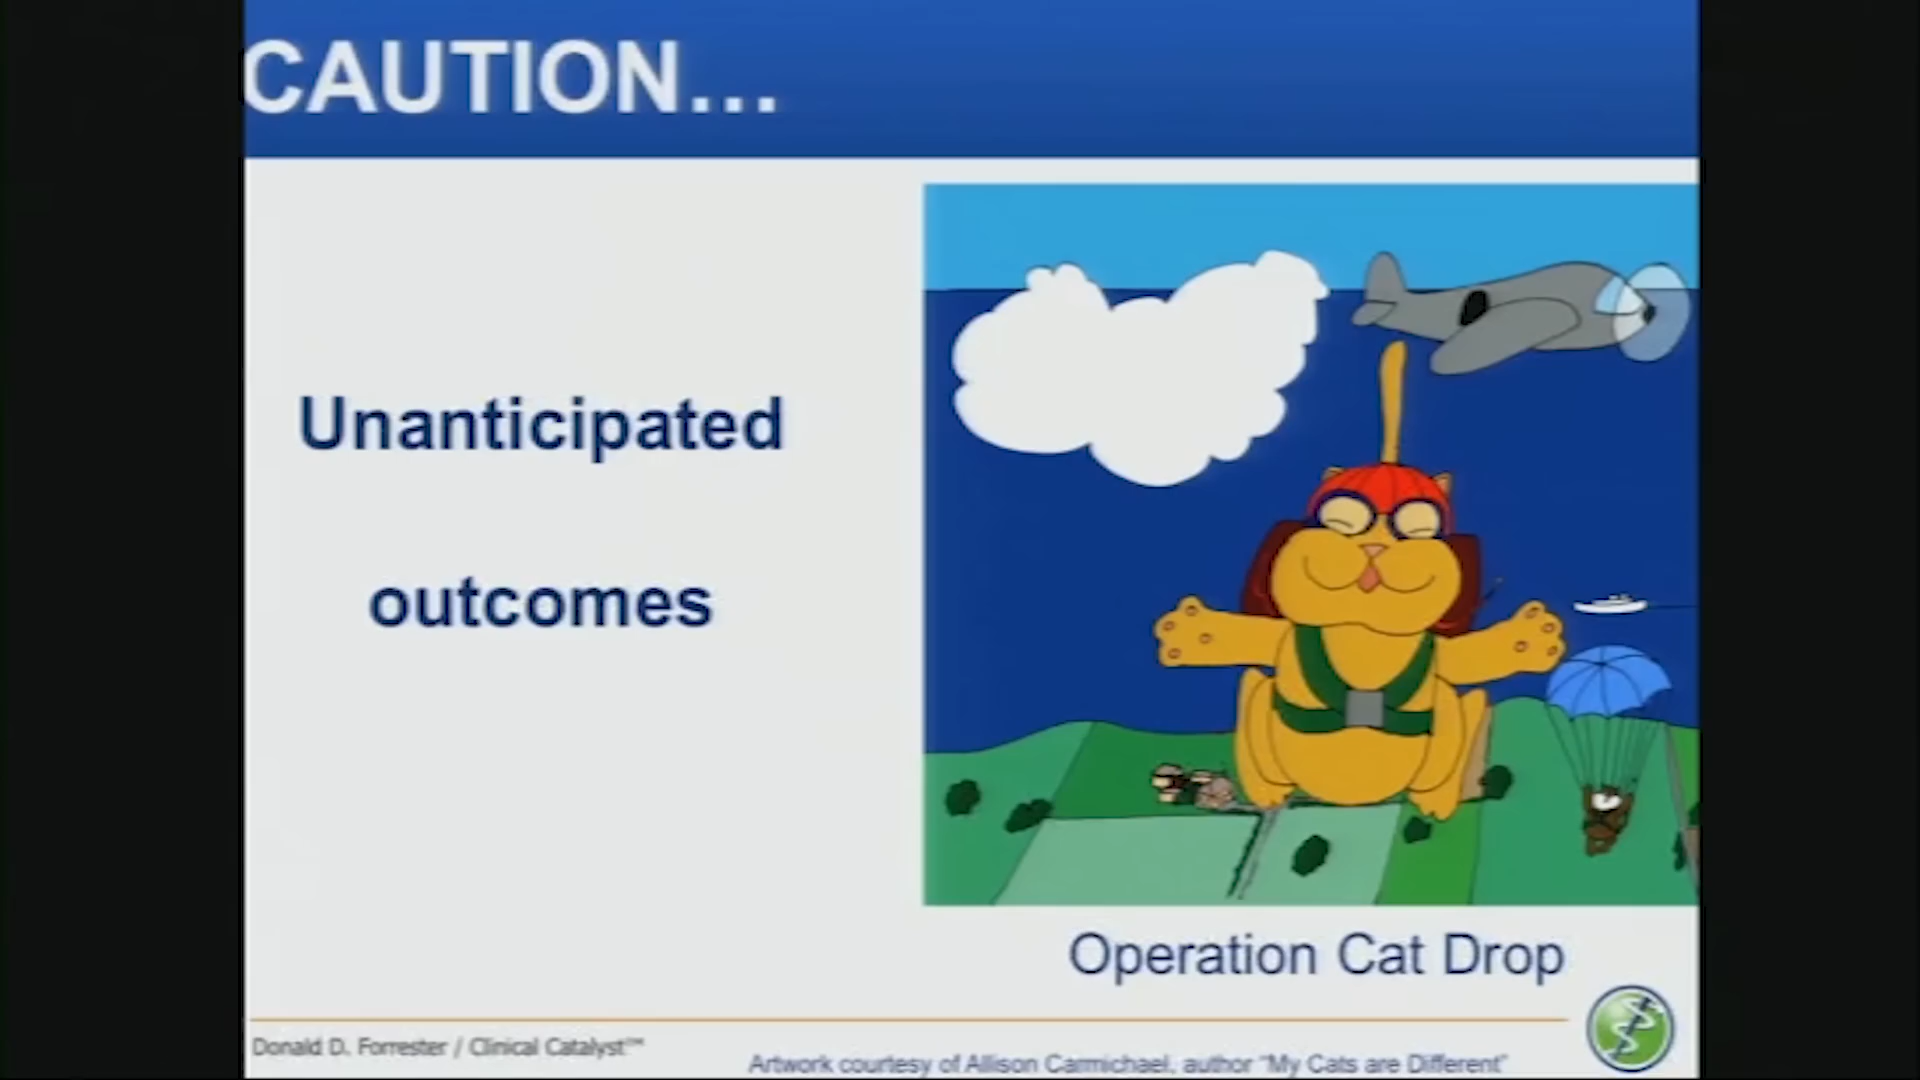 CAUTION...
Unanticipated
outcomes
Operation Cat Drop
Donald D. Forrester / Clinical Catalyst™
Artwork courtesy of Allison Carmichael, author "My Cats are Different"